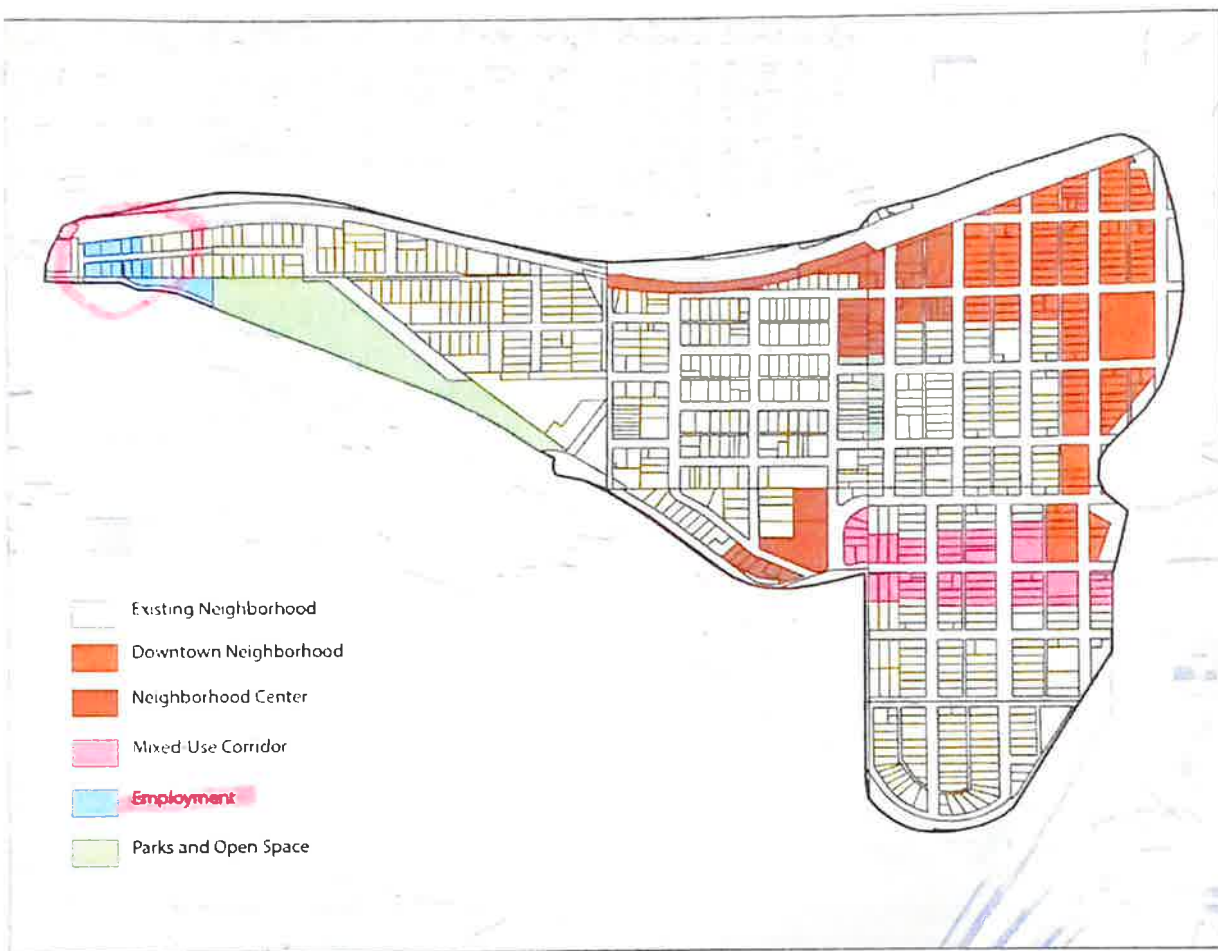 Existing Neighborhood
Downtown Neighborhood
Neighborhood Center
Mixed-Use Corridor
Employment
Parks and Open Space